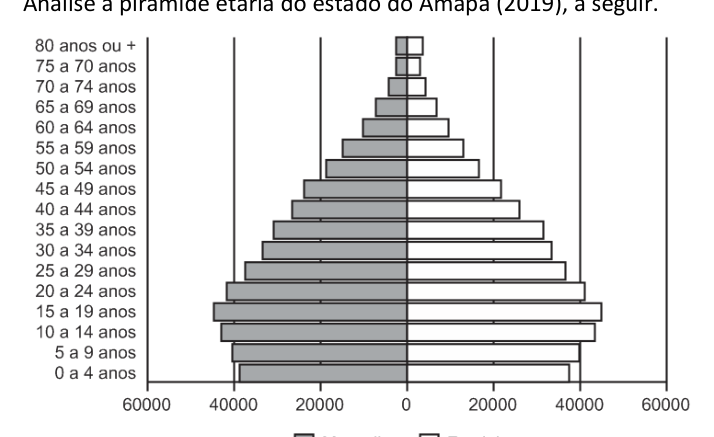 Analise a pirâmide etária do estado do Amapá (2019), a seguir.
80 anos ou +
75 a 70 anos
70 a 74 anos
65 a 69 anos
60 a 64 anos
55 a 59 anos
50 a 54 anos
45 a 49 anos
40 a 44 anos
35 a 39 anos
30 a 34 anos
25 a 29 anos
20 a 24 anos
15 a 19 anos
10 a 14 anos
5 a 9 anos
0 a 4 anos
60000 40000 20000 0 20000 40000 60000